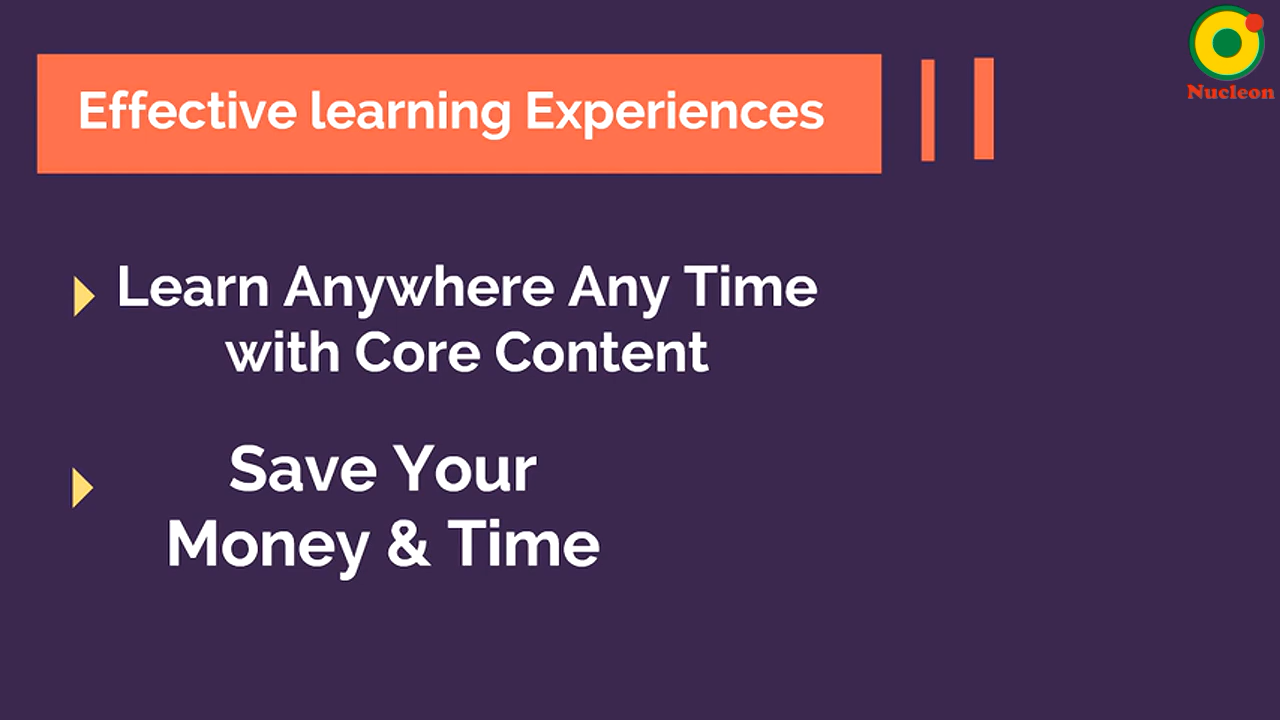 Effective learning Experiences
Nucleon
Learn Anywhere Any Time
with Core Content
Save Your
Money & Time